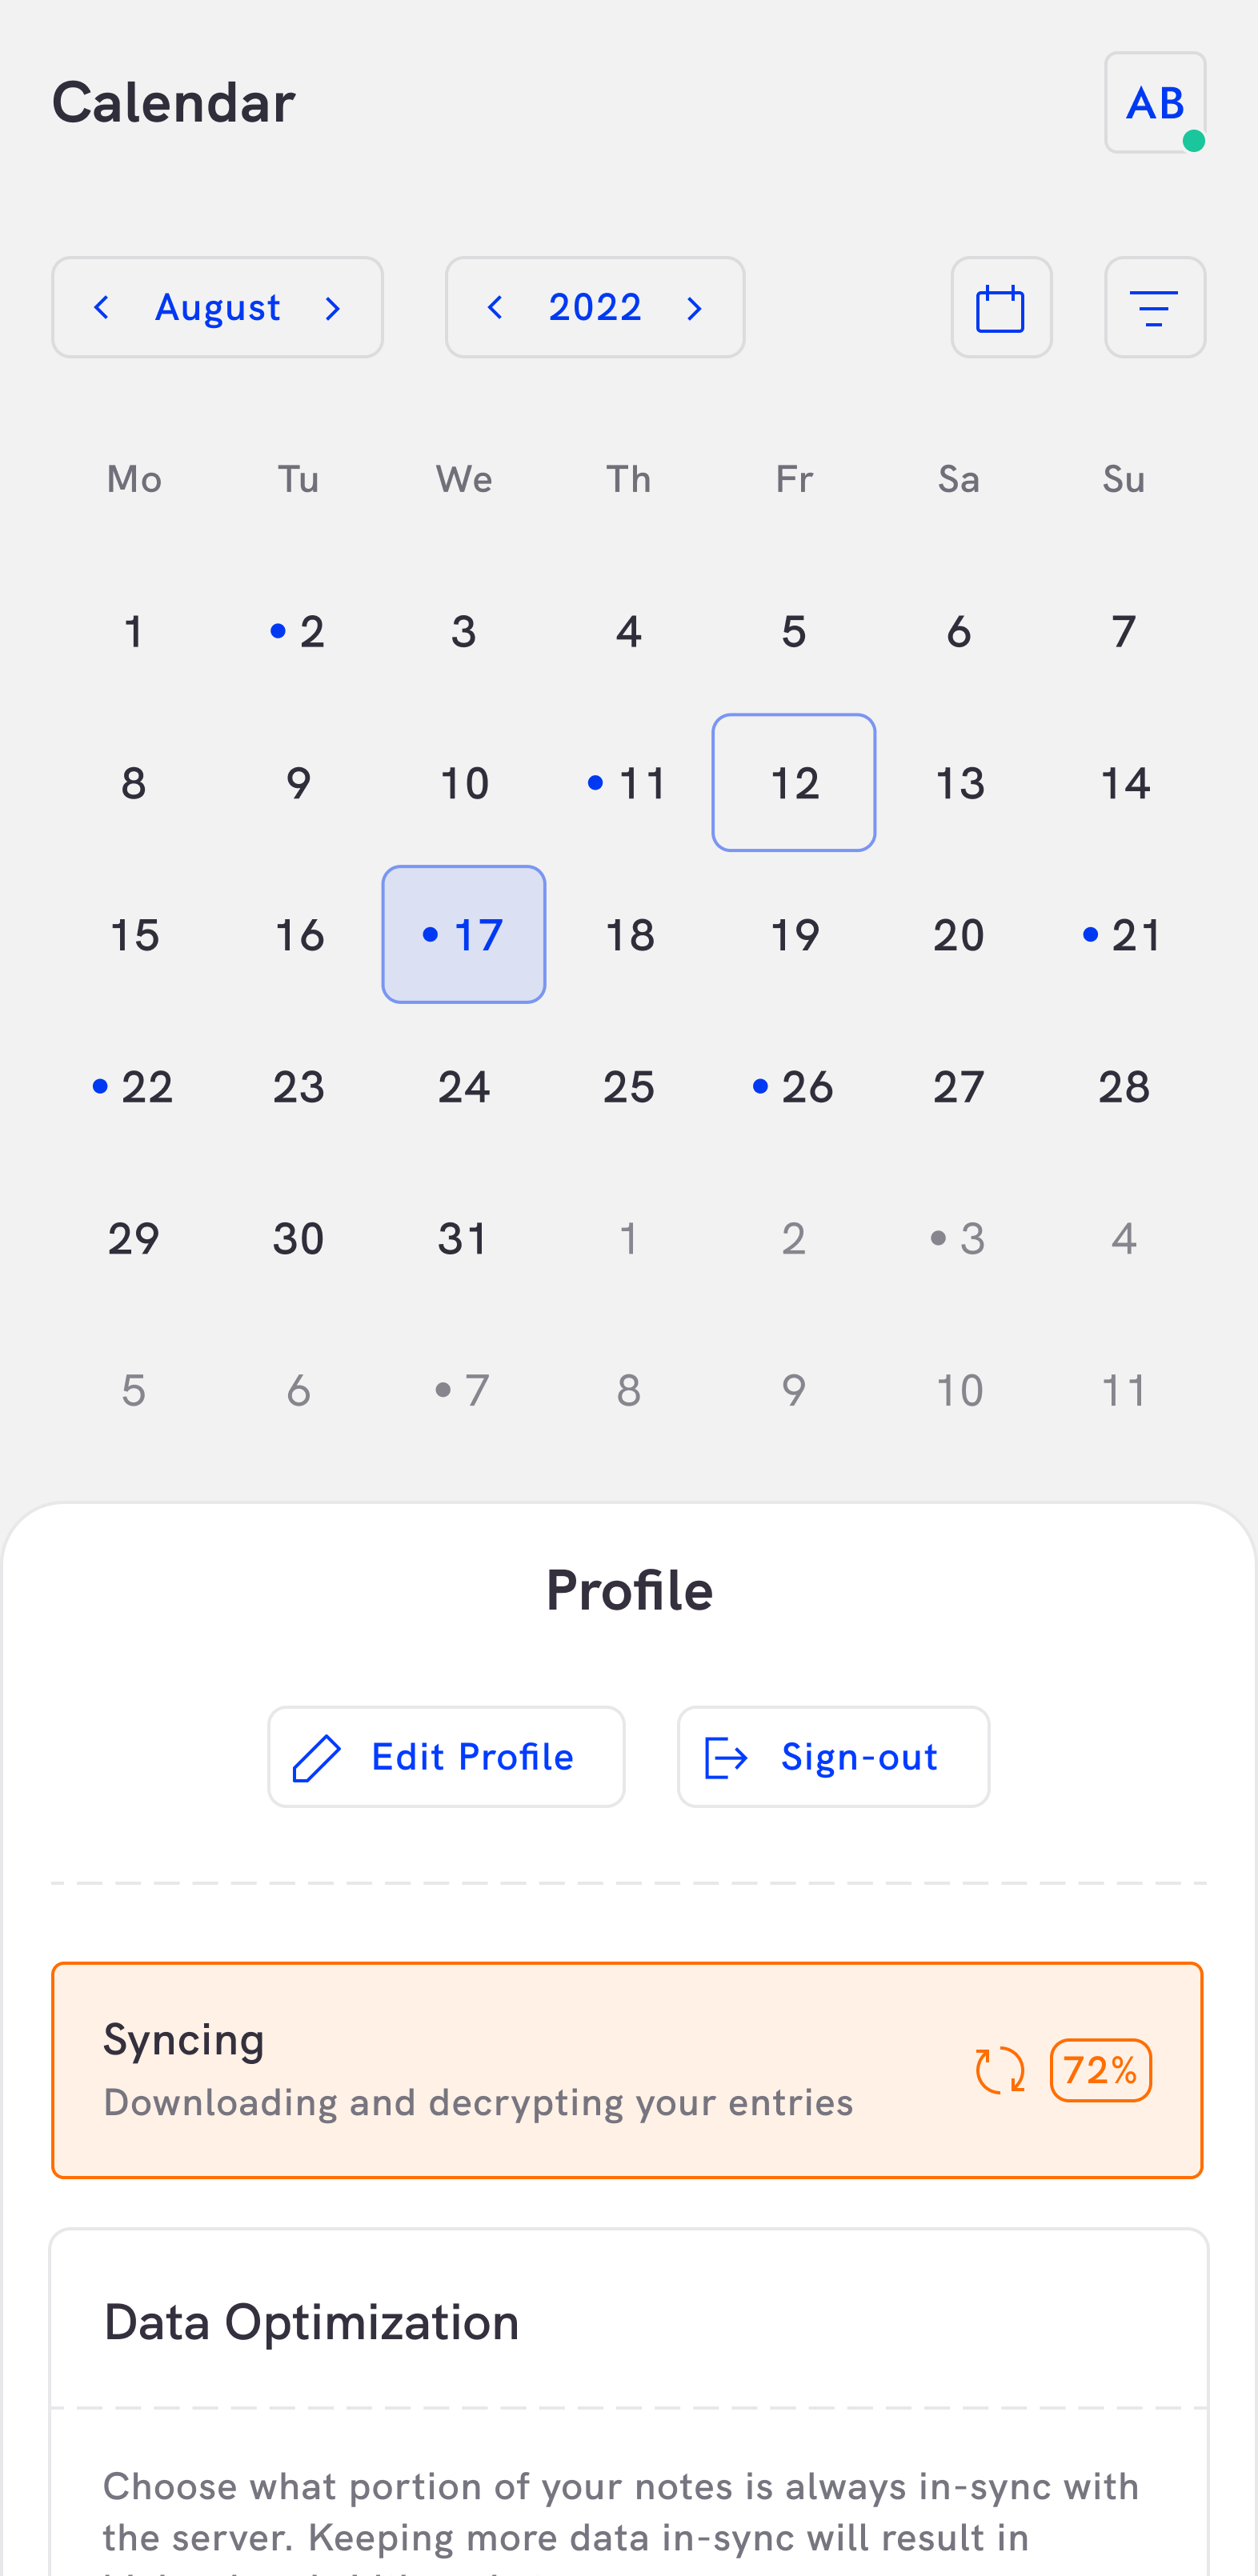 Calendar
AB
August
2022
Mo Tu We Th Fr Sa Su
1 2 3 4 5 6 7
8 9 10 11 12 13 14
15 16 17 18 19 20 21
22 23 24 25 26 27 28
29 30 31 1 2 3 4
5 6 7 8 9 10 11
Profile
Edit Profile
Sign-out
Syncing
Downloading and decrypting your entries
72%
Data Optimization
Choose what portion of your notes is always in-sync with
the server. Keeping more data in-sync will result in